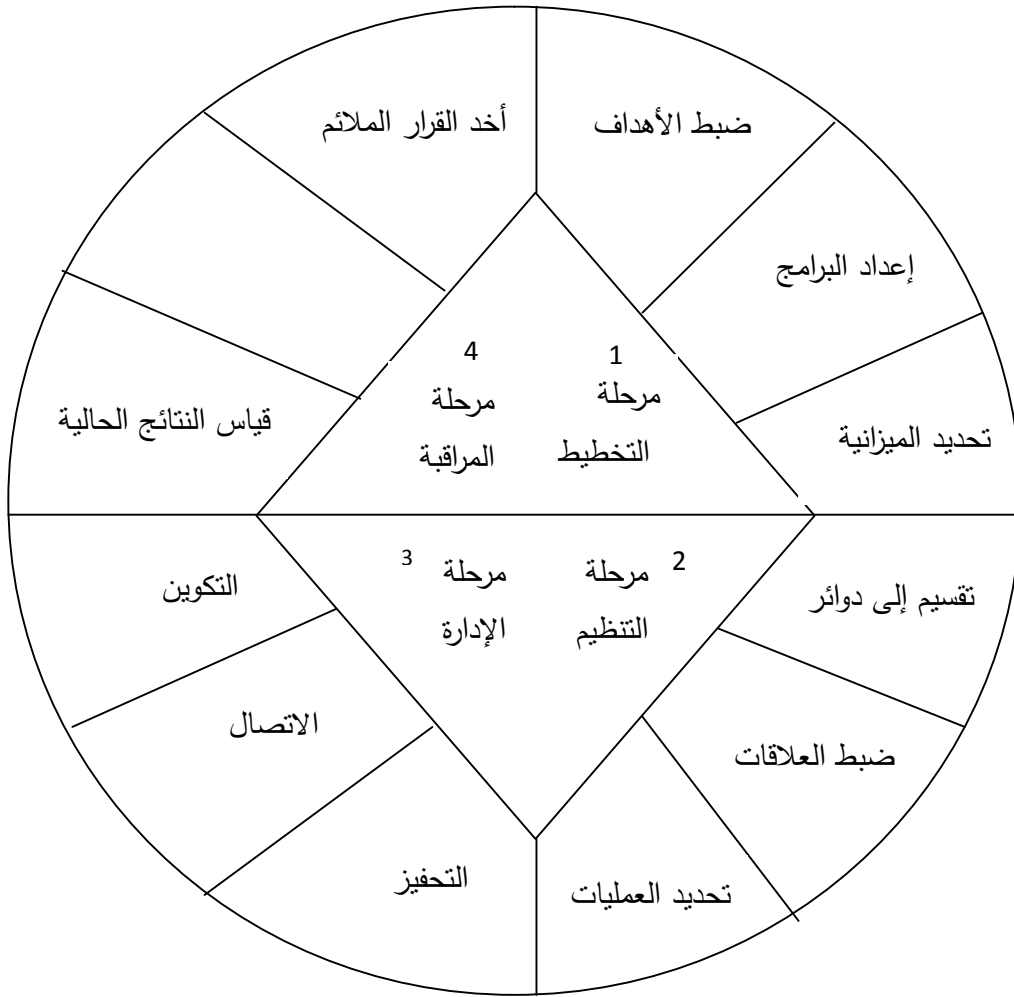 أخد القرار الملائم
ضبط الأهداف
إعداد البرامج
تحديد الميزانية
قياس النتائج الحالية
4
مرحلة
المراقبة
1
مرحلة
التخطيط
3
مرحلة
الإدارة
2
مرحلة
التنظيم
تقسيم إلى دوائر
ضبط العلاقات
تحديد العمليات
التحفيز
الاتصال
التكوين